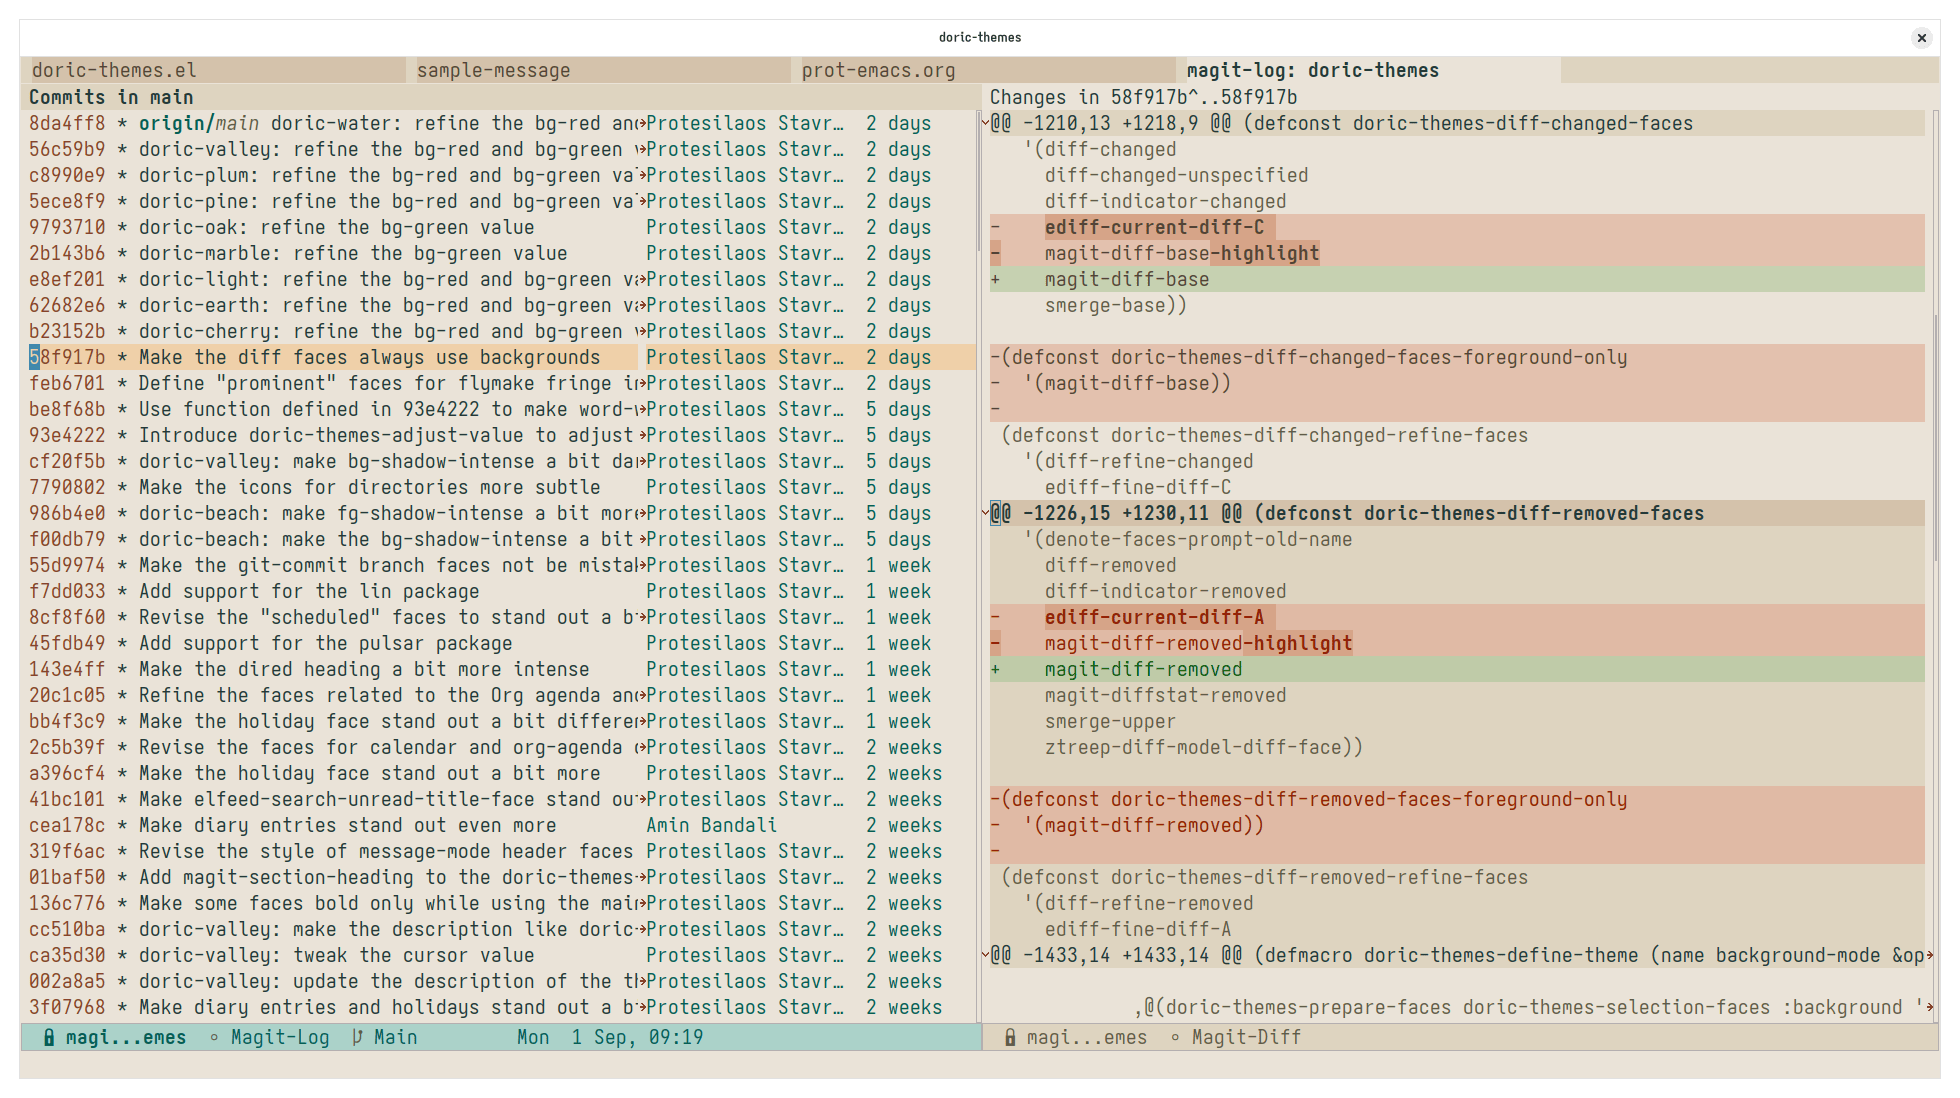 doric-themes
doric-themes.el sample-message prot-emacs.org magit-log: doric-themes
Commits in main
8da4ff8 * origin/main doric-water: refine the bg-red an Protesilaos Stavr… 2 days
56c59b9 * doric-valley: refine the bg-red and bg-green Protesilaos Stavr… 2 days
c8990e9 * doric-plum: refine the bg-red and bg-green va Protesilaos Stavr… 2 days
5ece8f9 * doric-pine: refine the bg-red and bg-green va Protesilaos Stavr… 2 days
9793710 * doric-oak: refine the bg-green value Protesilaos Stavr… 2 days
2b143b6 * doric-marble: refine the bg-green value Protesilaos Stavr… 2 days
e8ef201 * doric-light: refine the bg-red and bg-green v Protesilaos Stavr… 2 days
62682e6 * doric-earth: refine the bg-red and bg-green v Protesilaos Stavr… 2 days
b23152b * doric-cherry: refine the bg-red and bg-green Protesilaos Stavr… 2 days
58f917b * Make the diff faces always use backgrounds Protesilaos Stavr… 2 days
feb6701 * Define "prominent" faces for flymake fringe i Protesilaos Stavr… 2 days
be8f68b * Use function defined in 93e4222 to make word- Protesilaos Stavr… 5 days
93e4222 * Introduce doric-themes-adjust-value to adjust Protesilaos Stavr… 5 days
cf20f5b * doric-valley: make bg-shadow-intense a bit da Protesilaos Stavr… 5 days
7790802 * Make the icons for directories more subtle Protesilaos Stavr… 5 days
986b4e0 * doric-beach: make fg-shadow-intense a bit mor Protesilaos Stavr… 5 days
f00db79 * doric-beach: make the bg-shadow-intense a bit Protesilaos Stavr… 5 days
55d9974 * Make the git-commit branch faces not be mista Protesilaos Stavr… 1 week
f7dd033 * Add support for the lin package Protesilaos Stavr… 1 week
8cf8f60 * Revise the "scheduled" faces to stand out a b Protesilaos Stavr… 1 week
45fdb49 * Add support for the pulsar package Protesilaos Stavr… 1 week
143e4ff * Make the dired heading a bit more intense Protesilaos Stavr… 1 week
20c1c05 * Refine the faces related to the Org agenda an Protesilaos Stavr… 1 week
bb4f3c9 * Make the holiday face stand out a bit differe Protesilaos Stavr… 1 week
2c5b39f * Revise the faces for calendar and org-agenda Protesilaos Stavr… 2 weeks
a396cf4 * Make the holiday face stand out a bit more Protesilaos Stavr… 2 weeks
41bc101 * Make elfeed-search-unread-title-face stand ou Protesilaos Stavr… 2 weeks
cea178c * Make diary entries stand out even more Amin Bandali 2 weeks
319f6ac * Revise the style of message-mode header faces Protesilaos Stavr… 2 weeks
01baf50 * Add magit-section-heading to the doric-themes- Protesilaos Stavr… 2 weeks
136c776 * Make some faces bold only while using the mai Protesilaos Stavr… 2 weeks
cc510ba * doric-valley: make the description like doric- Protesilaos Stavr… 2 weeks
ca35d30 * doric-valley: tweak the cursor value Protesilaos Stavr… 2 weeks
002a8a5 * doric-valley: update the description of the t Protesilaos Stavr… 2 weeks
3f07968 * Make diary entries and holidays stand out a b Protesilaos Stavr… 2 weeks
magi...emes ∘ Magit-Log Main Mon 1 Sep, 09:19
Changes in 58f917b^..58f917b
@@ -1210,13 +1218,9 @@ (defconst doric-themes-diff-changed-faces
'(diff-changed
diff-changed-unspecified
diff-indicator-changed
- ediff-current-diff-C
- magit-diff-base-highlight
+ magit-diff-base
smerge-base))
-(defconst doric-themes-diff-changed-faces-foreground-only
- '(magit-diff-base))
-
(defconst doric-themes-diff-changed-refine-faces
'(diff-refine-changed
ediff-fine-diff-C
@@ -1226,15 +1230,11 @@ (defconst doric-themes-diff-removed-faces
'(denote-faces-prompt-old-name
diff-removed
diff-indicator-removed
- ediff-current-diff-A
- magit-diff-removed-highlight
+ magit-diff-removed
magit-diffstat-removed
smerge-upper
ztreep-diff-model-diff-face))
-(defconst doric-themes-diff-removed-faces-foreground-only
- '(magit-diff-removed))
-
(defconst doric-themes-diff-removed-refine-faces
'(diff-refine-removed
ediff-fine-diff-A
@@ -1433,14 +1433,14 @@ (defmacro doric-themes-define-theme (name background-mode &op
,@(doric-themes-prepare-faces doric-themes-selection-faces :background '
magi...emes ∘ Magit-Diff